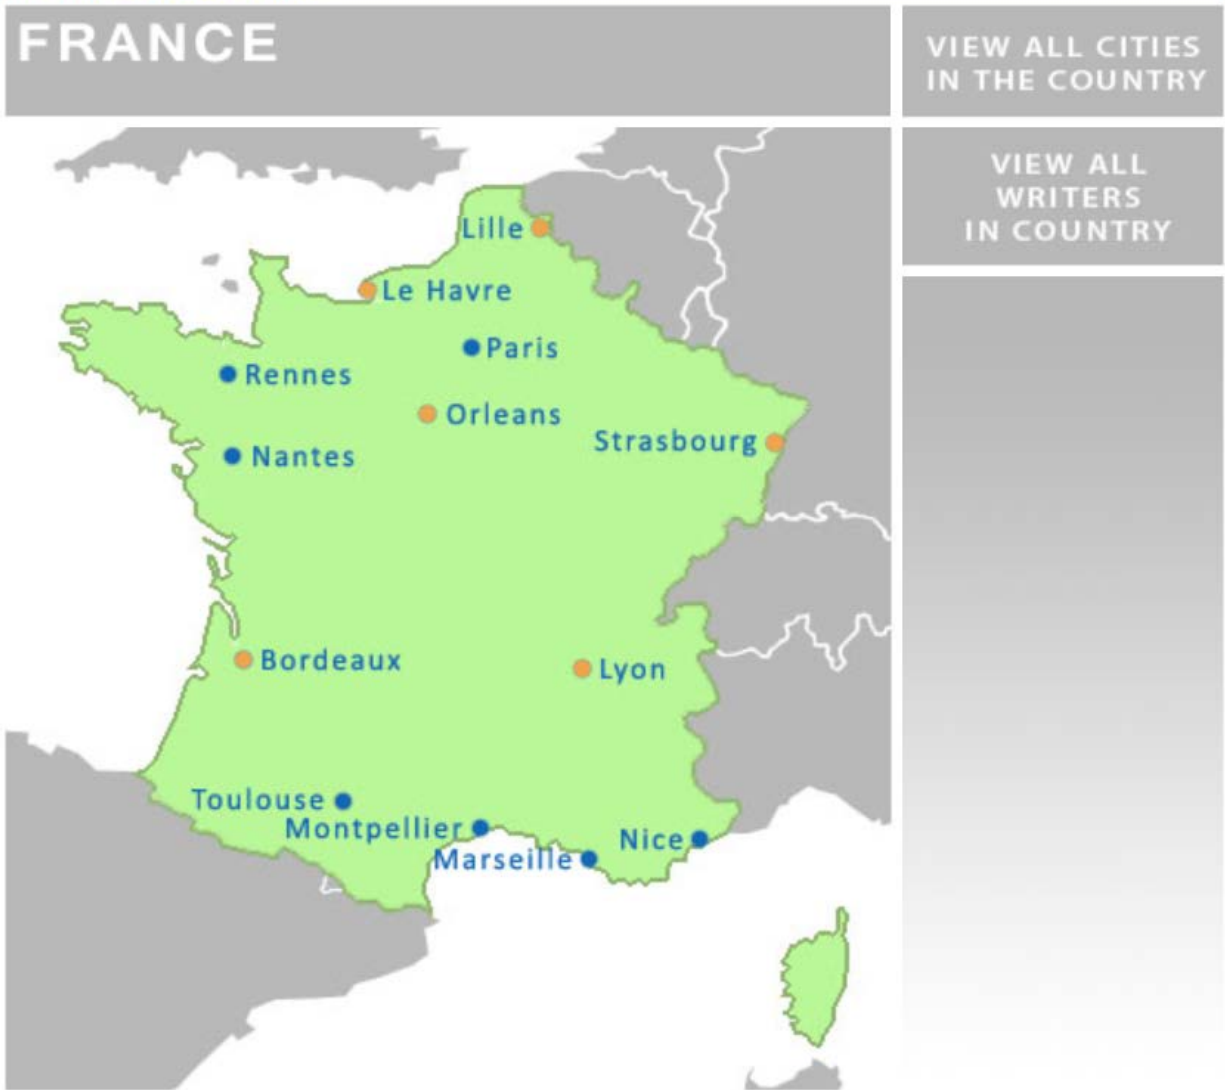 FRANCE
VIEW ALL CITIES
IN THE COUNTRY
VIEW ALL
WRITERS
IN COUNTRY
Lille
Le Havre
Paris
Rennes
Orleans
Strasbourg
Nantes
Bordeaux
Lyon
Toulouse
Montpellier
Nice
Marseille